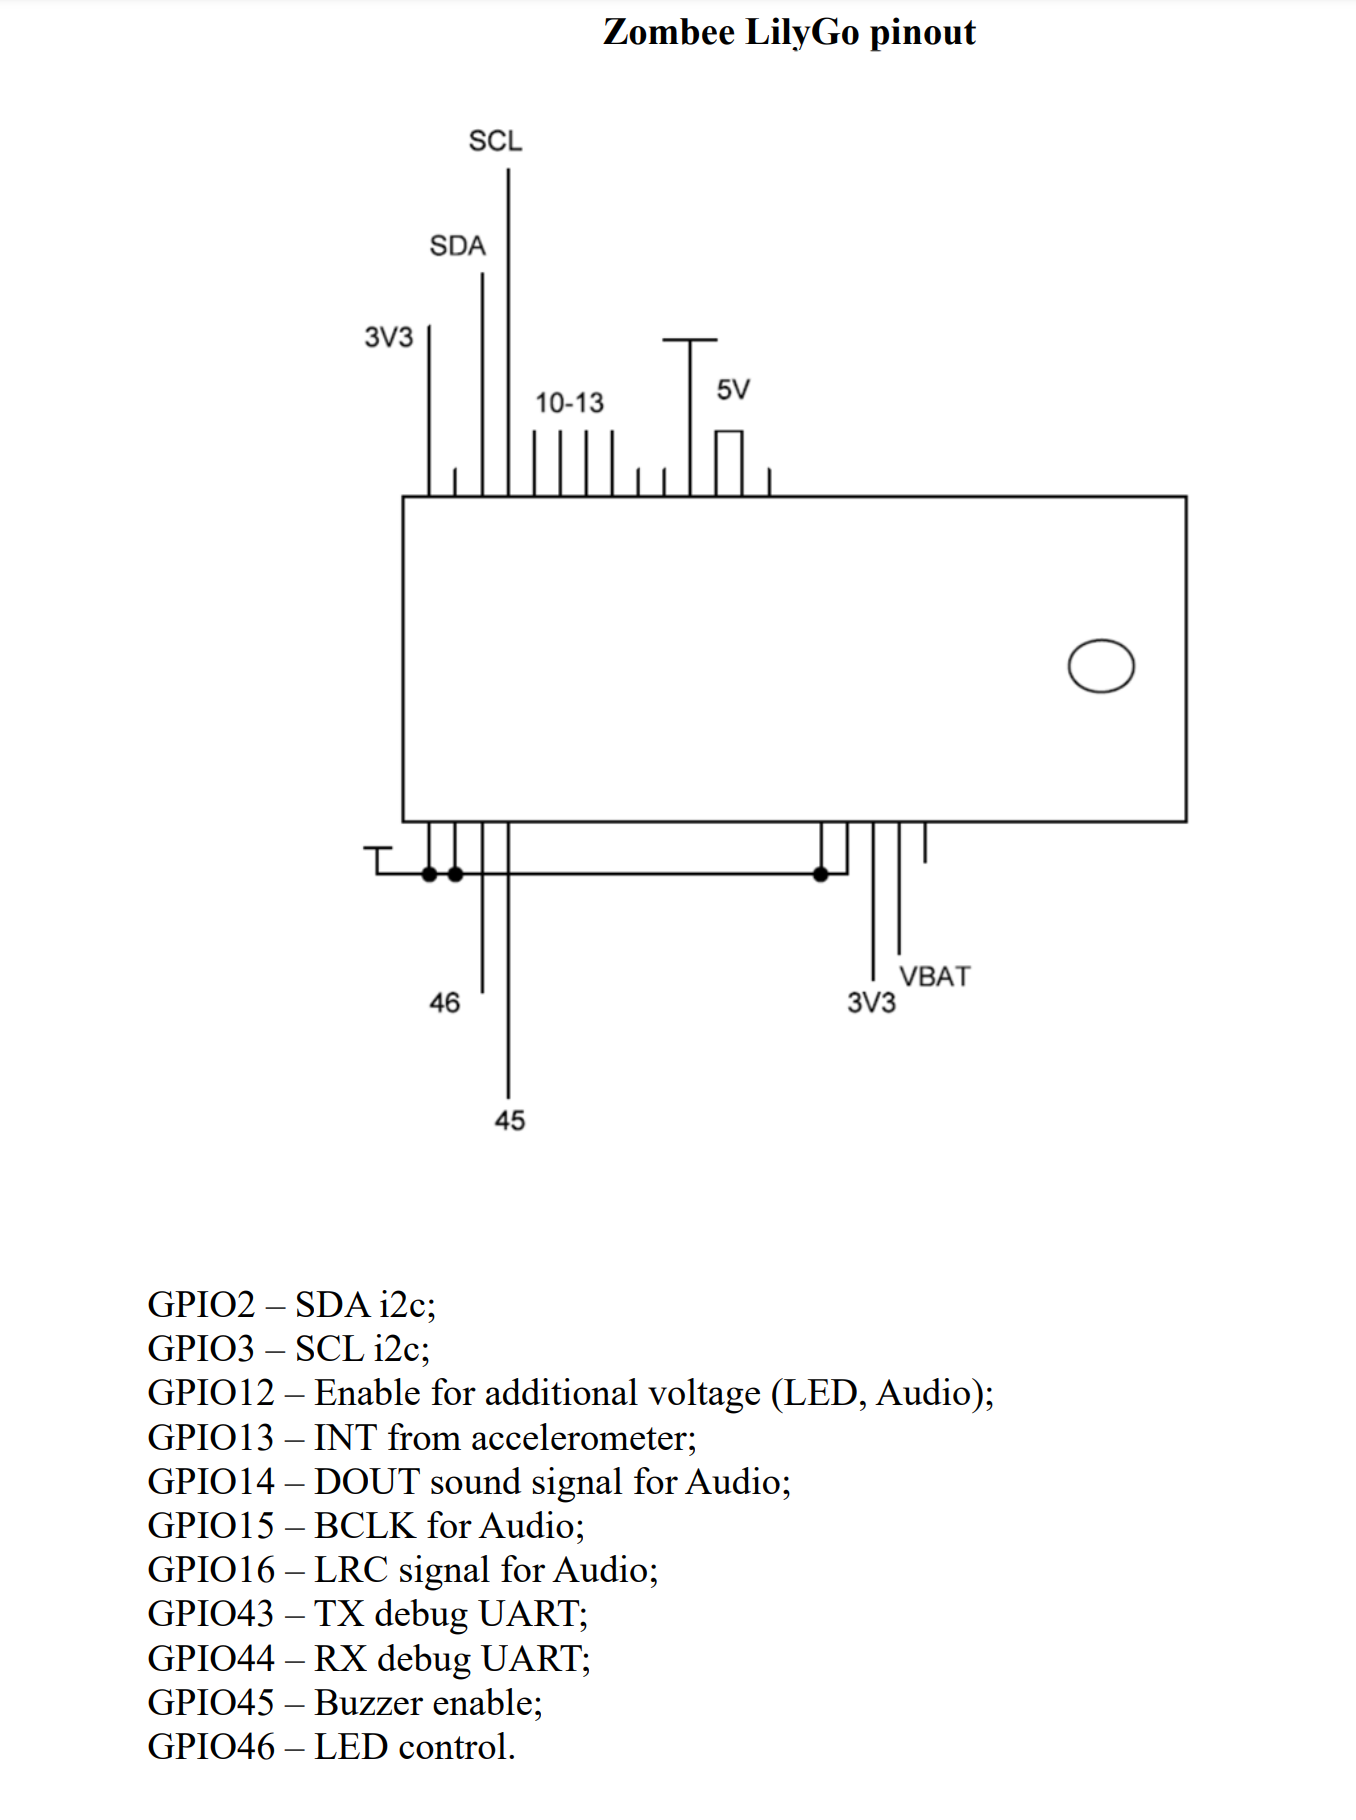 Zombee LilyGo pinout
SCL
SDA
3V3
5V
10-13
VBAT
46
3V3
45
GPIO2 – SDA i2c;
GPIO3 – SCL i2c;
GPIO12 – Enable for additional voltage (LED, Audio);
GPIO13 – INT from accelerometer;
GPIO14 – DOUT sound signal for Audio;
GPIO15 – BCLK for Audio;
GPIO16 – LRC signal for Audio;
GPIO43 – TX debug UART;
GPIO44 – RX debug UART;
GPIO45 – Buzzer enable;
GPIO46 – LED control.